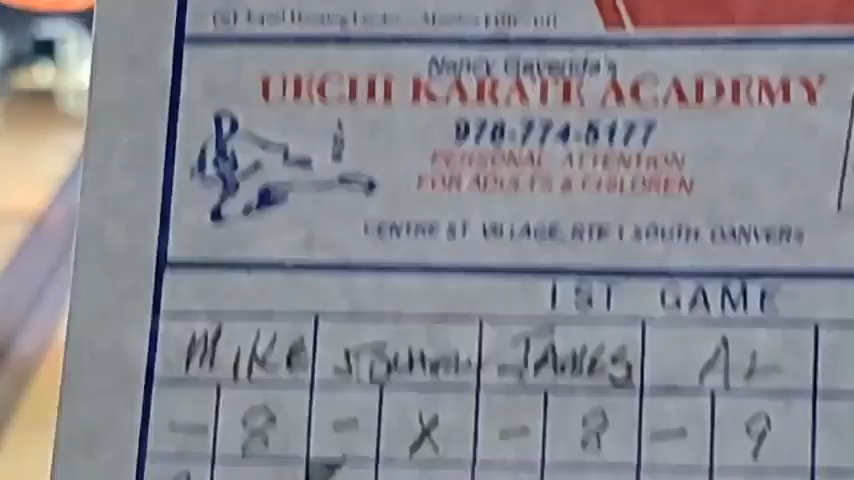 Nancy Gavenda's
UECHI KARATE ACADEMY
978-774-5177
PERSONAL ATTENTION
FOR ADULTS & CHILDREN
CENTRE ST. VILLAGE, RTE 1 SOUTH DANVERS
1ST GAME
MIKE JAMES AL
- 8 - X - 8 - 9